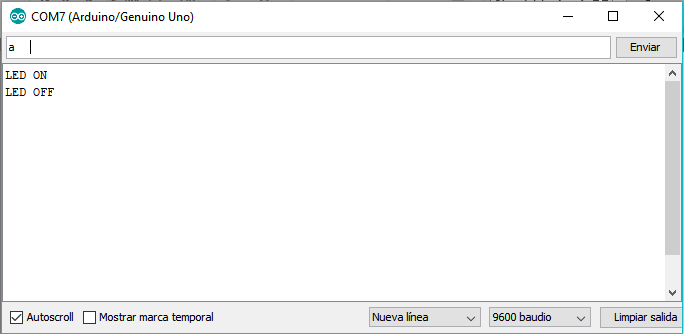 COM7 (Arduino/Genuino Uno)
a
Enviar
LED ON
LED OFF
Autoscroll
Mostrar marca temporal
Nueva línea
9600 baudio
Limpiar salida